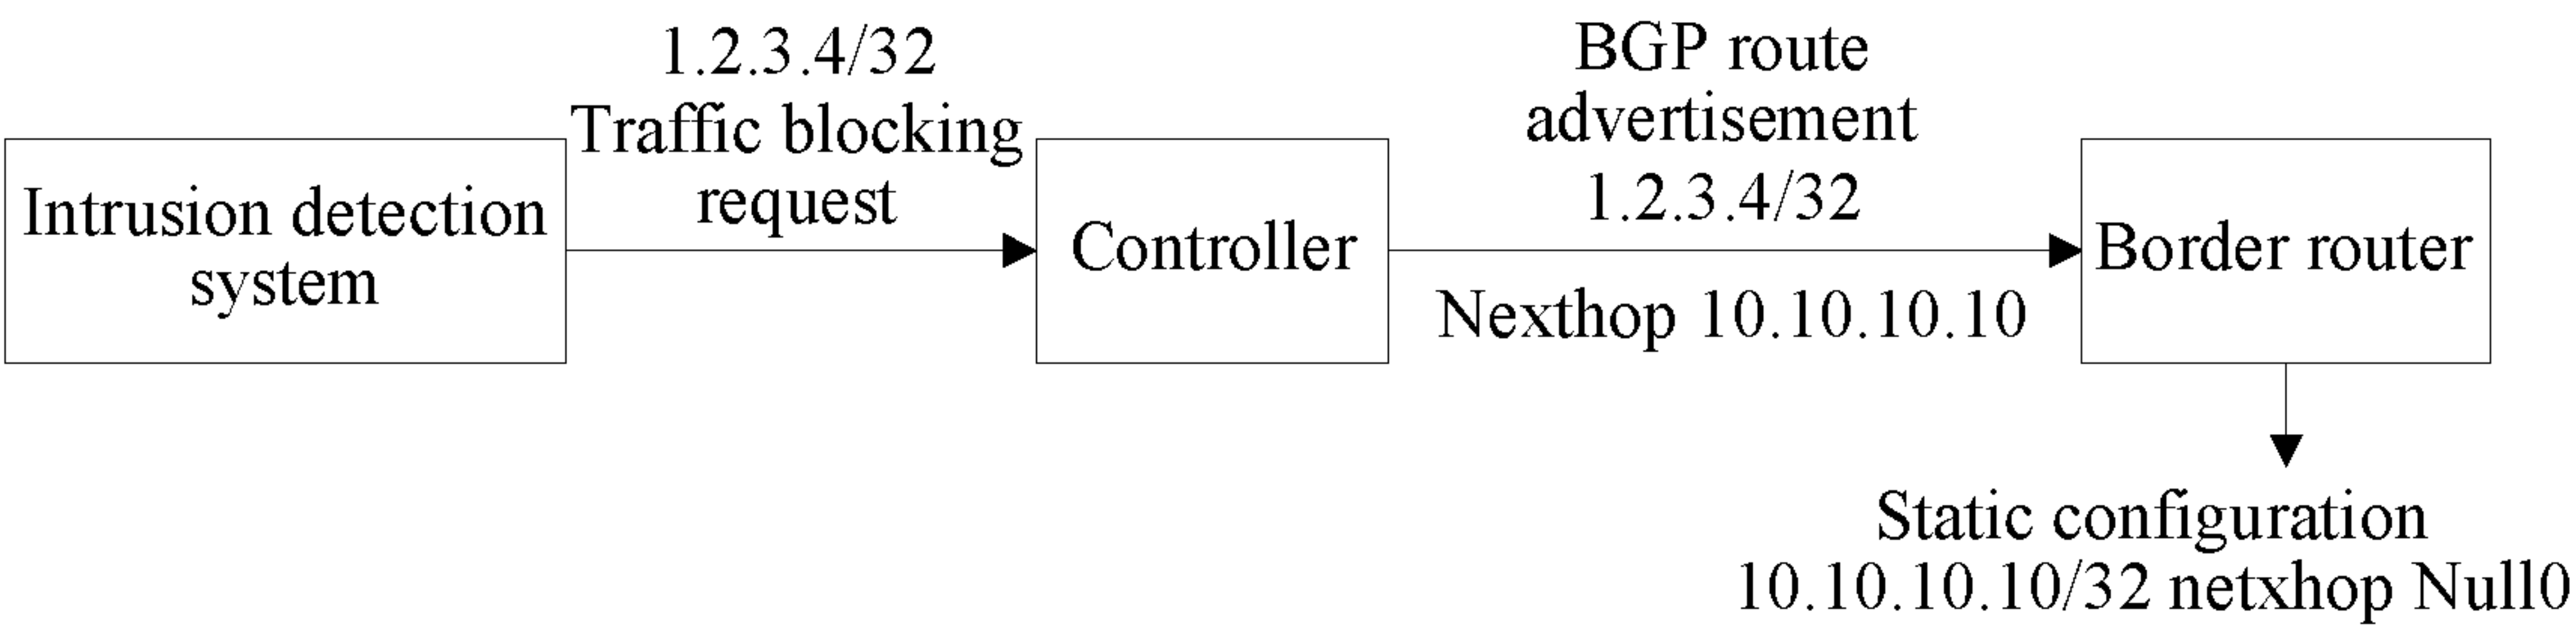 Intrusion detection
system
1.2.3.4/32
Traffic blocking
request
Controller
BGP route
advertisement
1.2.3.4/32
Nexthop 10.10.10.10
Border router
Static configuration
10.10.10.10/32 netxhop Null0